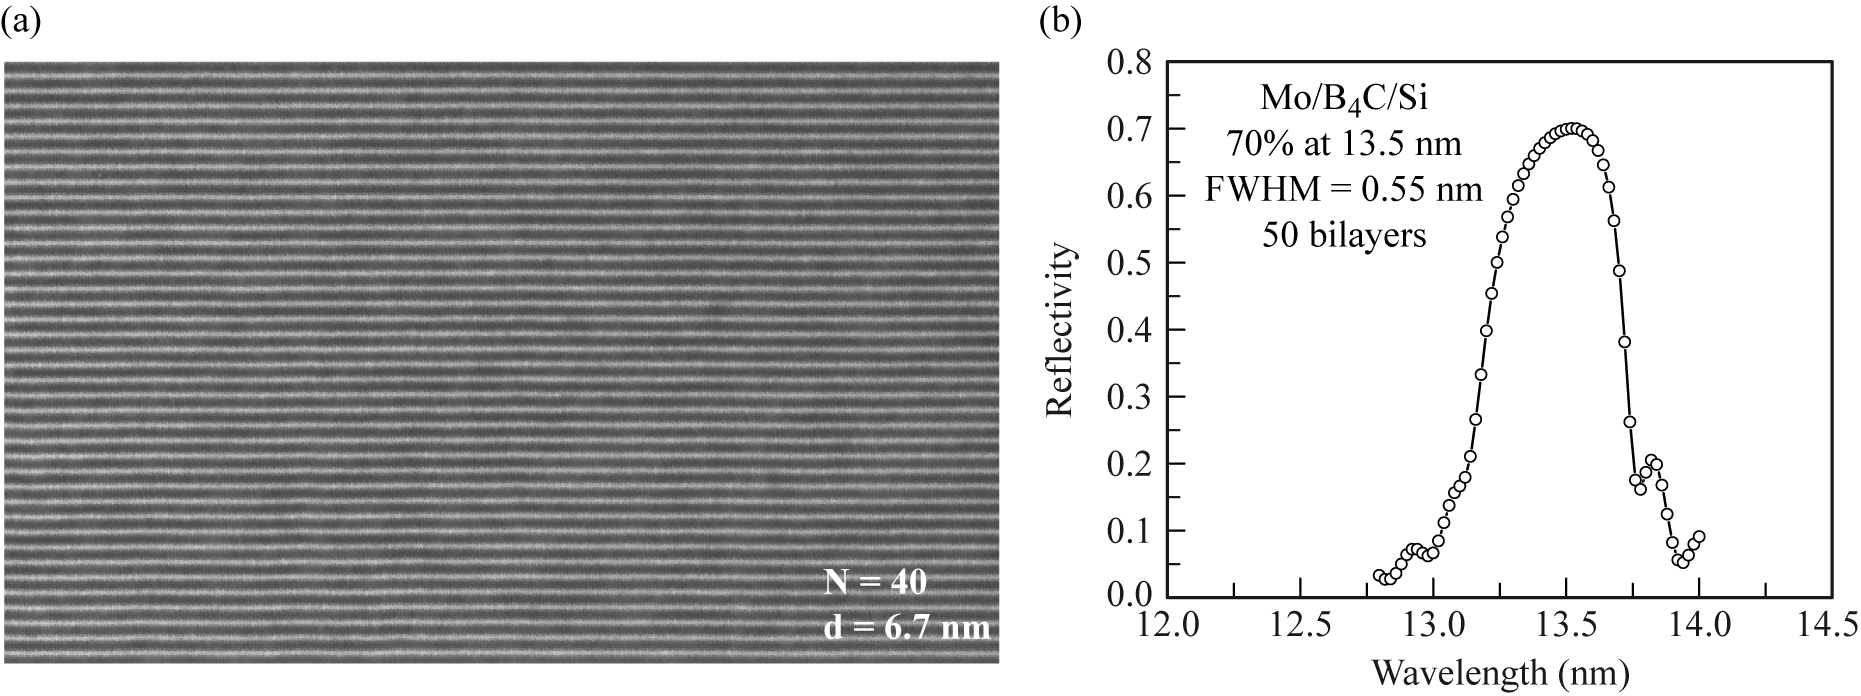 (a)
N = 40
d = 6.7 nm
(b)
Mo/B₄C/Si
70% at 13.5 nm
FWHM = 0.55 nm
50 bilayers
Reflectivity
0.8
0.7
0.6
0.5
0.4
0.3
0.2
0.1
0.0
12.0 12.5 13.0 13.5 14.0 14.5
Wavelength (nm)